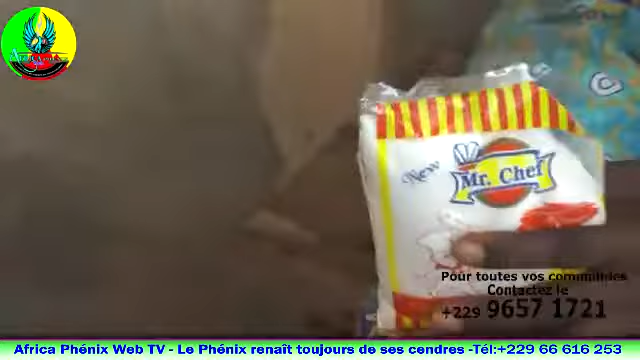 New
Mr. Chef
Pour toutes vos commandes
Contactez le
+229 9657 1721
Africa Phénix Web TV - Le Phénix renaît toujours de ses cendres -Tél:+229 66 616 253